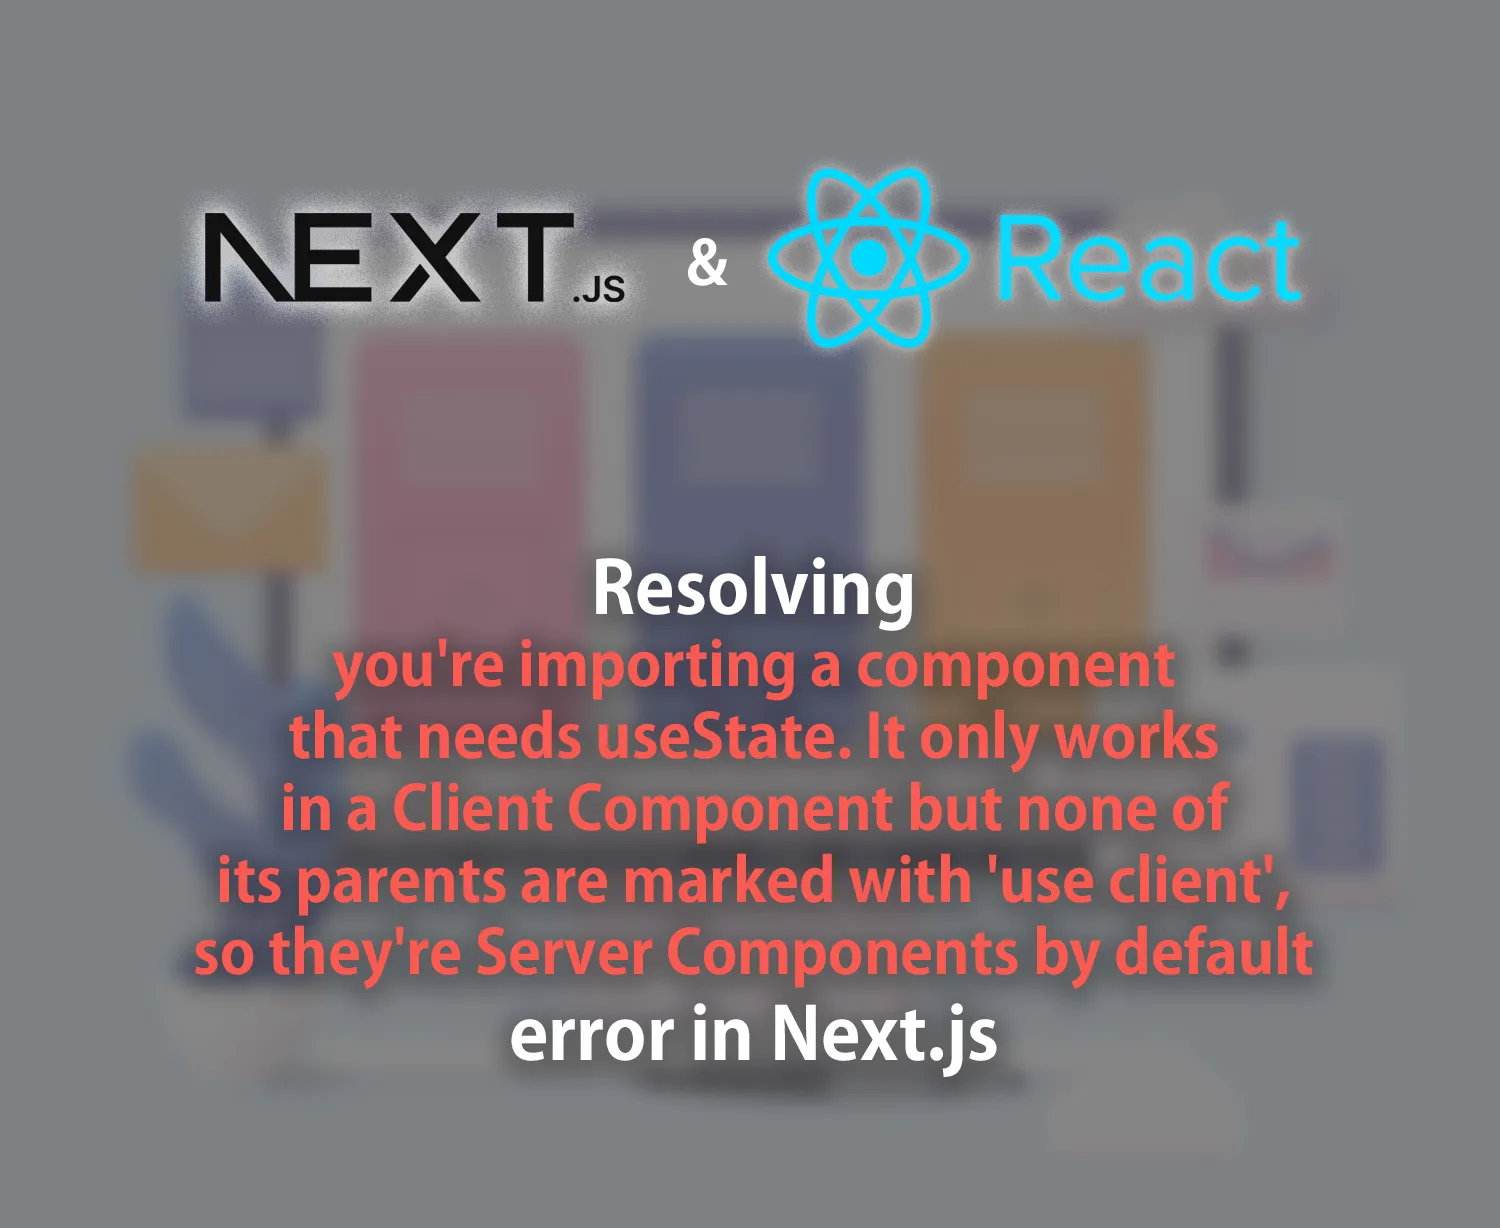 NEXT.JS & React
Resolving
you're importing a component
that needs useState. It only works
in a Client Component but none of
its parents are marked with 'use client',
so they're Server Components by default
error in Next.js